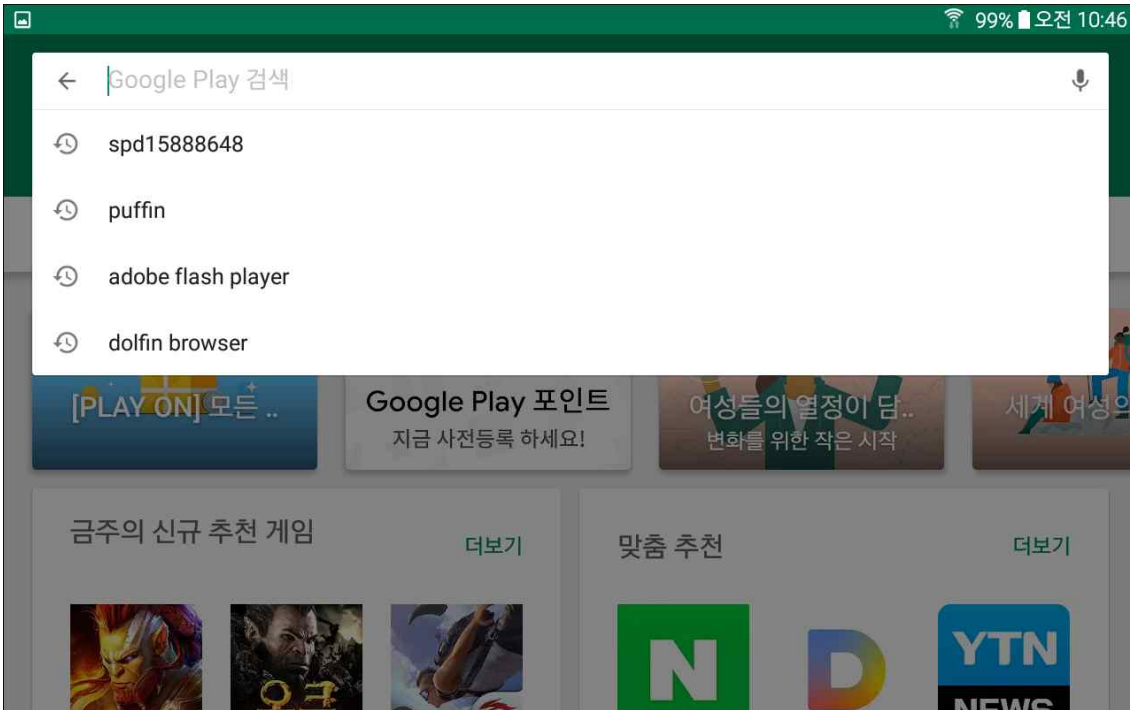 99% 오전 10:46
Google Play 검색
spd15888648
puffin
adobe flash player
dolfin browser
[PLAY ON] 모든 ..
Google Play 포인트
지금 사전등록 하세요!
여성들의 열정이 담..
변화를 위한 작은 시작
세계 여성의
금주의 신규 추천 게임
더보기
맞춤 추천
더보기
오크
N
D
YTN
NEWS